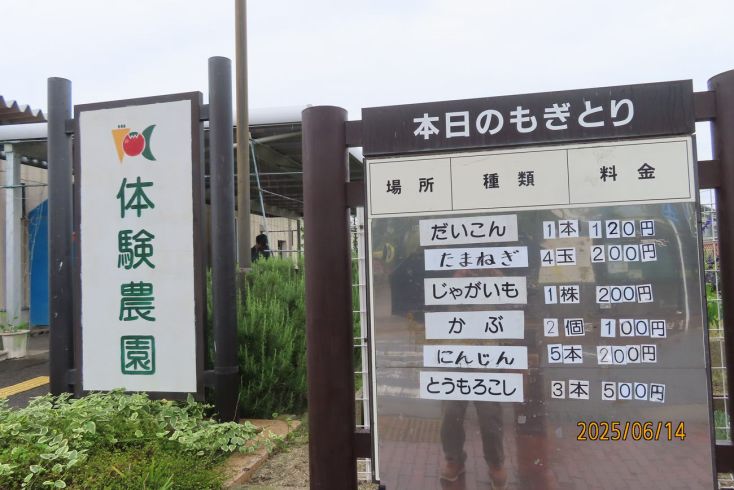 体験農園
本日のもぎとり
場所 種類 料金
だいこん 1本 120円
たまねぎ 4玉 200円
じゃがいも 1株 200円
かぶ 2個 100円
にんじん 5本 200円
とうもろこし 3本 500円
2025/06/14